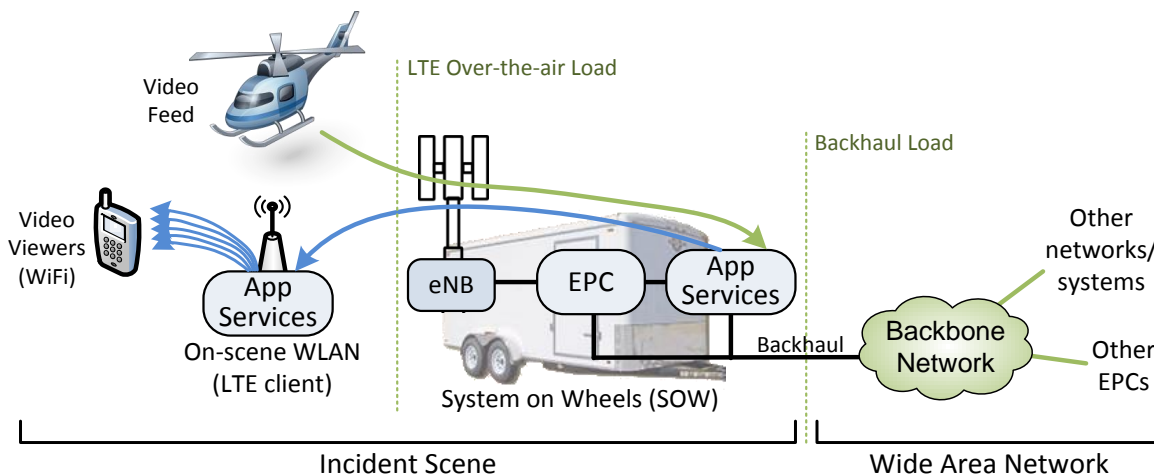 Video
Feed
LTE Over-the-air Load
Backhaul Load
Video
Viewers
(WiFi)
App
Services
On-scene WLAN
(LTE client)
eNB
EPC
App
Services
System on Wheels (SOW)
Backhaul
Backbone
Network
Other
networks/
systems
Other
EPCs
Incident Scene
Wide Area Network